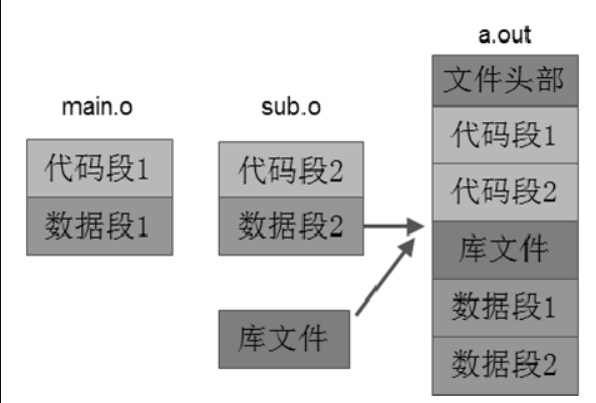 main.o
代码段1
数据段1
sub.o
代码段2
数据段2
库文件
a.out
文件头部
代码段1
代码段2
库文件
数据段1
数据段2